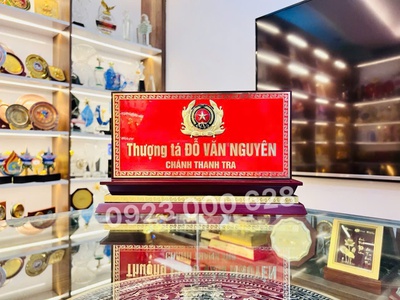 Thượng tá ĐỖ VĂN NGUYÊN
CHÁNH THANH TRA
0923 000 628